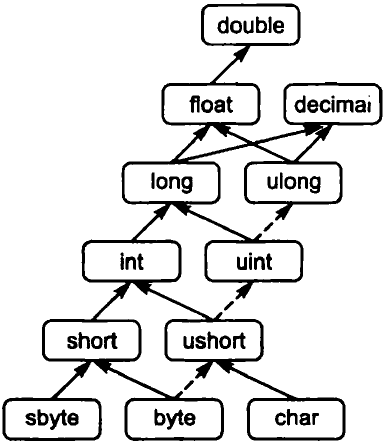 double
float decimal
long ulong
int uint
short ushort
sbyte byte char